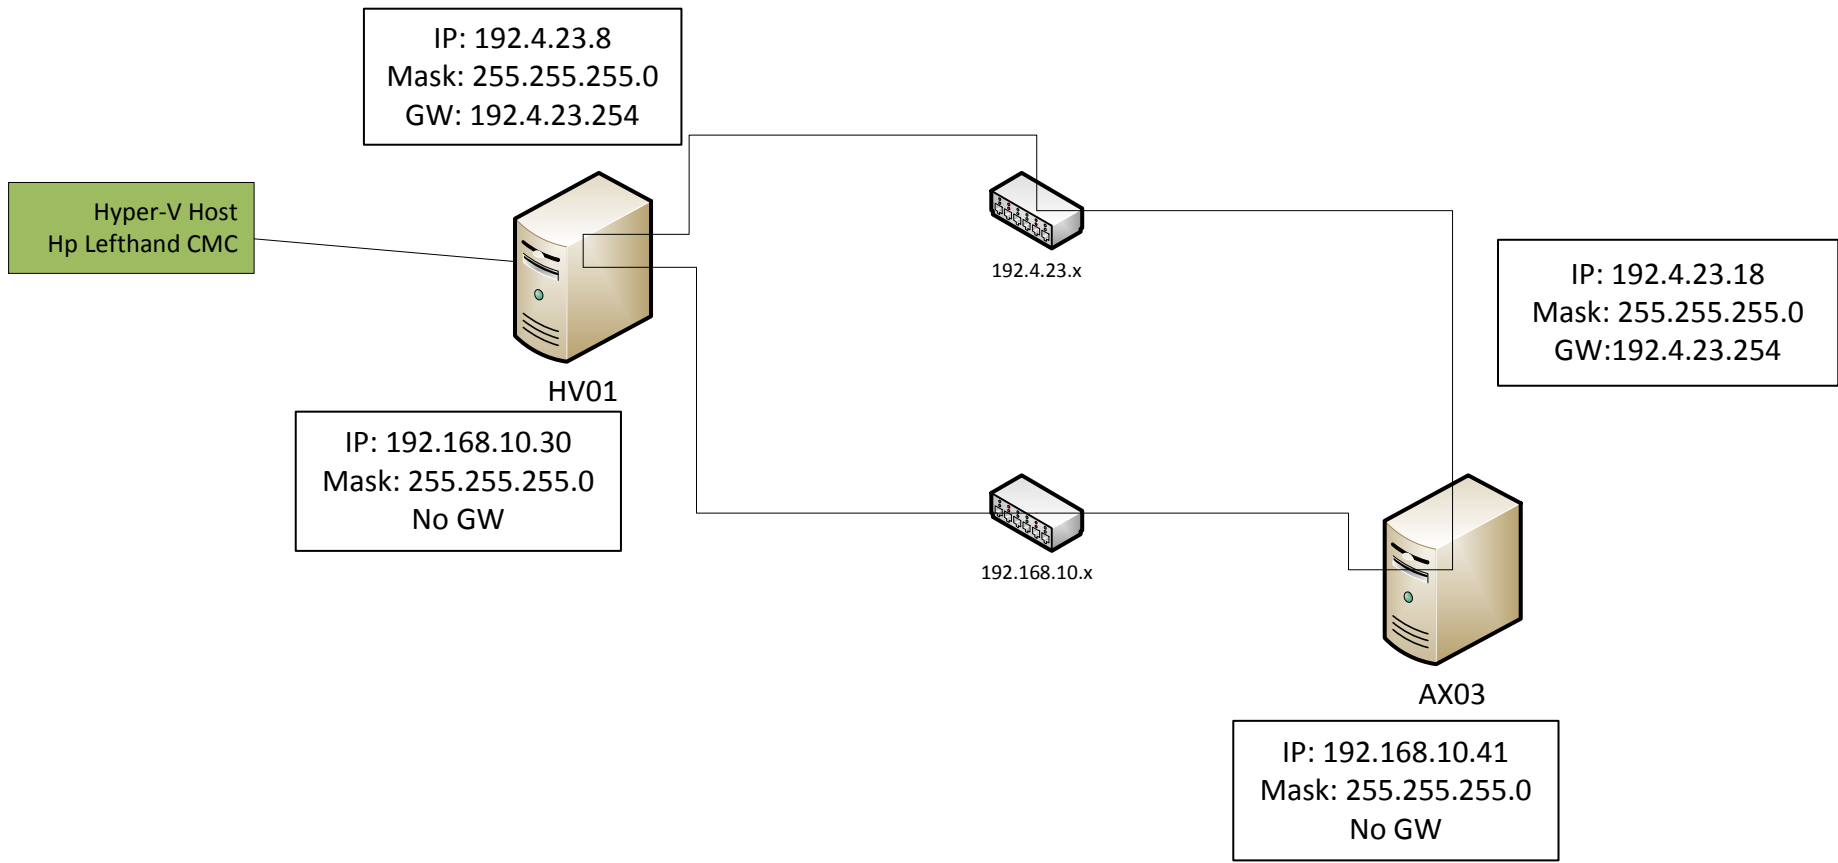 IP: 192.4.23.8
Mask: 255.255.255.0
GW: 192.4.23.254
Hyper-V Host
Hp Lefthand CMC
192.4.23.x
IP: 192.4.23.18
Mask: 255.255.255.0
GW:192.4.23.254
HV01
IP: 192.168.10.30
Mask: 255.255.255.0
No GW
192.168.10.x
AX03
IP: 192.168.10.41
Mask: 255.255.255.0
No GW